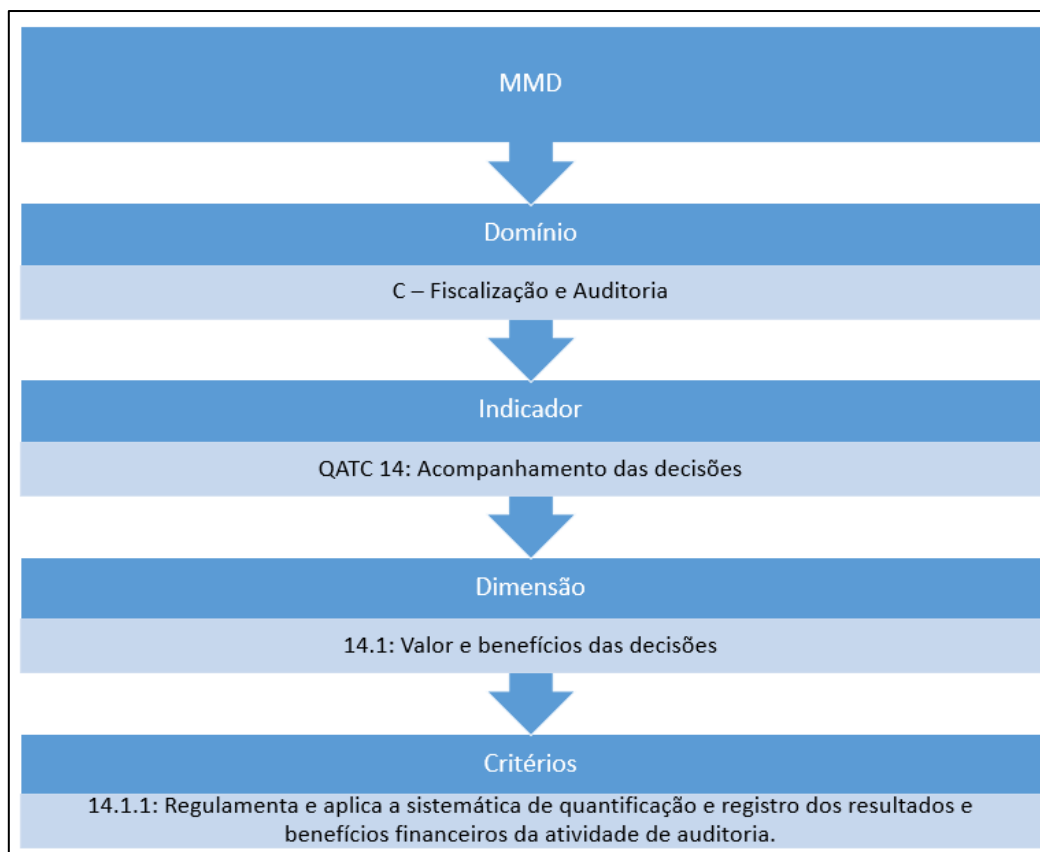 MMD
Domínio
C – Fiscalização e Auditoria
Indicador
QATC 14: Acompanhamento das decisões
Dimensão
14.1: Valor e benefícios das decisões
Critérios
14.1.1: Regulamenta e aplica a sistemática de quantificação e registro dos resultados e
benefícios financeiros da atividade de auditoria.